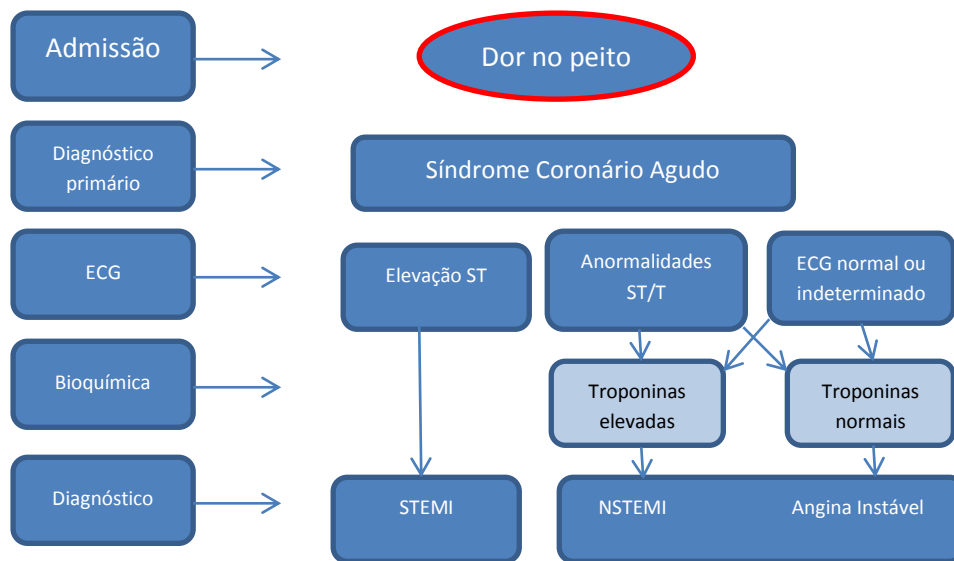 Admissão
Dor no peito
Diagnóstico
primário
Síndrome Coronário Agudo
ECG
Elevação ST
Anormalidades
ST/T
ECG normal ou
indeterminado
Bioquímica
Troponinas
elevadas
Troponinas
normais
Diagnóstico
STEMI
NSTEMI
Angina Instável